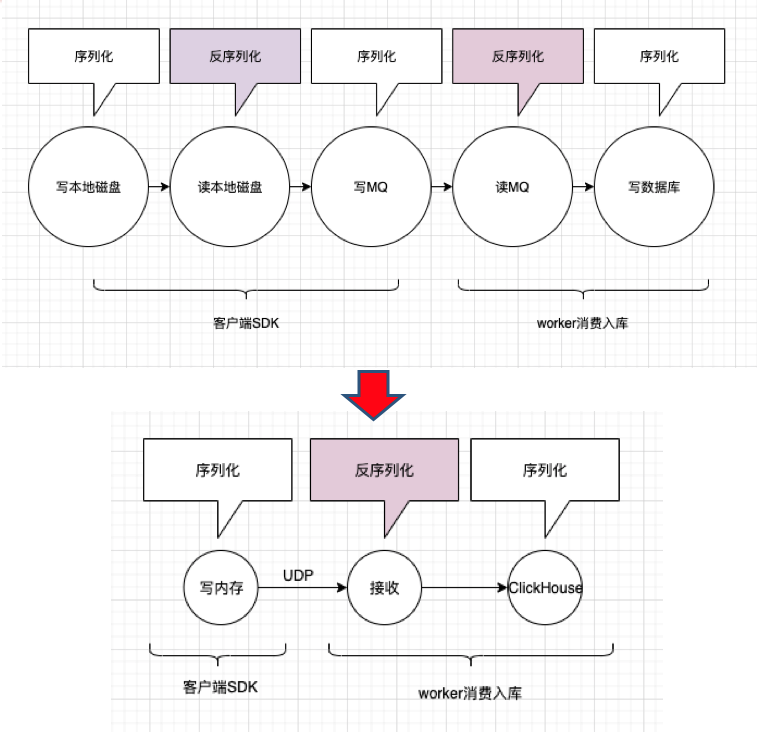 序列化
反序列化
序列化
反序列化
序列化
写本地磁盘
读本地磁盘
写MQ
读MQ
写数据库
客户端SDK
worker消费入库
序列化
反序列化
序列化
写内存
UDP
接收
ClickHouse
客户端SDK
worker消费入库